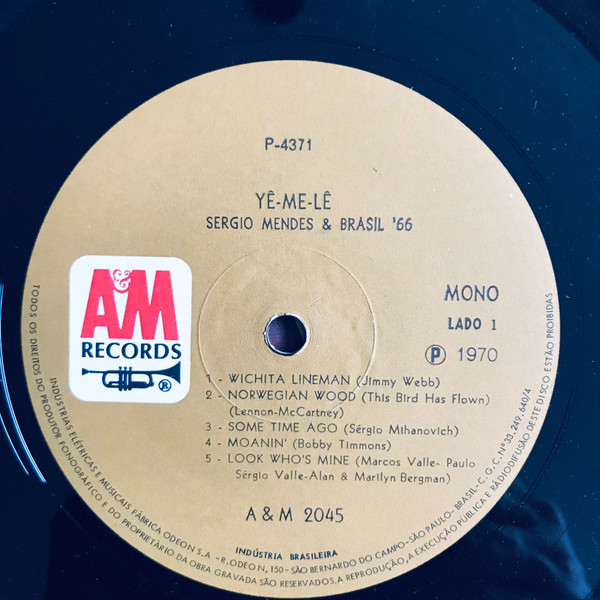 P-4371
YÊ-ME-LÊ
SERGIO MENDES & BRASIL '66
A&M
RECORDS
®
MONO
LADO 1
Ⓟ 1970
1 - WICHITA LINEMAN (Jimmy Webb)
2 - NORWEGIAN WOOD (This Bird Has Flown)
(Lennon-McCartney)
3 - SOME TIME AGO (Sérgio Mihanovich)
4 - MOANIN' (Bobby Timmons)
5 - LOOK WHO'S MINE (Marcos Valle- Paulo
Sérgio Valle-Alan & Marilyn Bergman)
A & M 2045
INDÚSTRIA BRASILEIRA
INDÚSTRIAS ELÉTRICAS E MUSICAIS FÁBRICA ODEON S.A. - R. ODEON, 150 - SÃO BERNARDO DO CAMPO - SÃO PAULO - BRASIL - C.G.C. Nº 33.249.640/4
TODOS OS DIREITOS DO PRODUTOR FONOGRÁFICO E DO PROPRIETÁRIO DA OBRA GRAVADA SÃO RESERVADOS. A REPRODUÇÃO, A EXECUÇÃO PÚBLICA E RÁDIODIFUSÃO DESTE DISCO ESTÃO PROIBIDAS